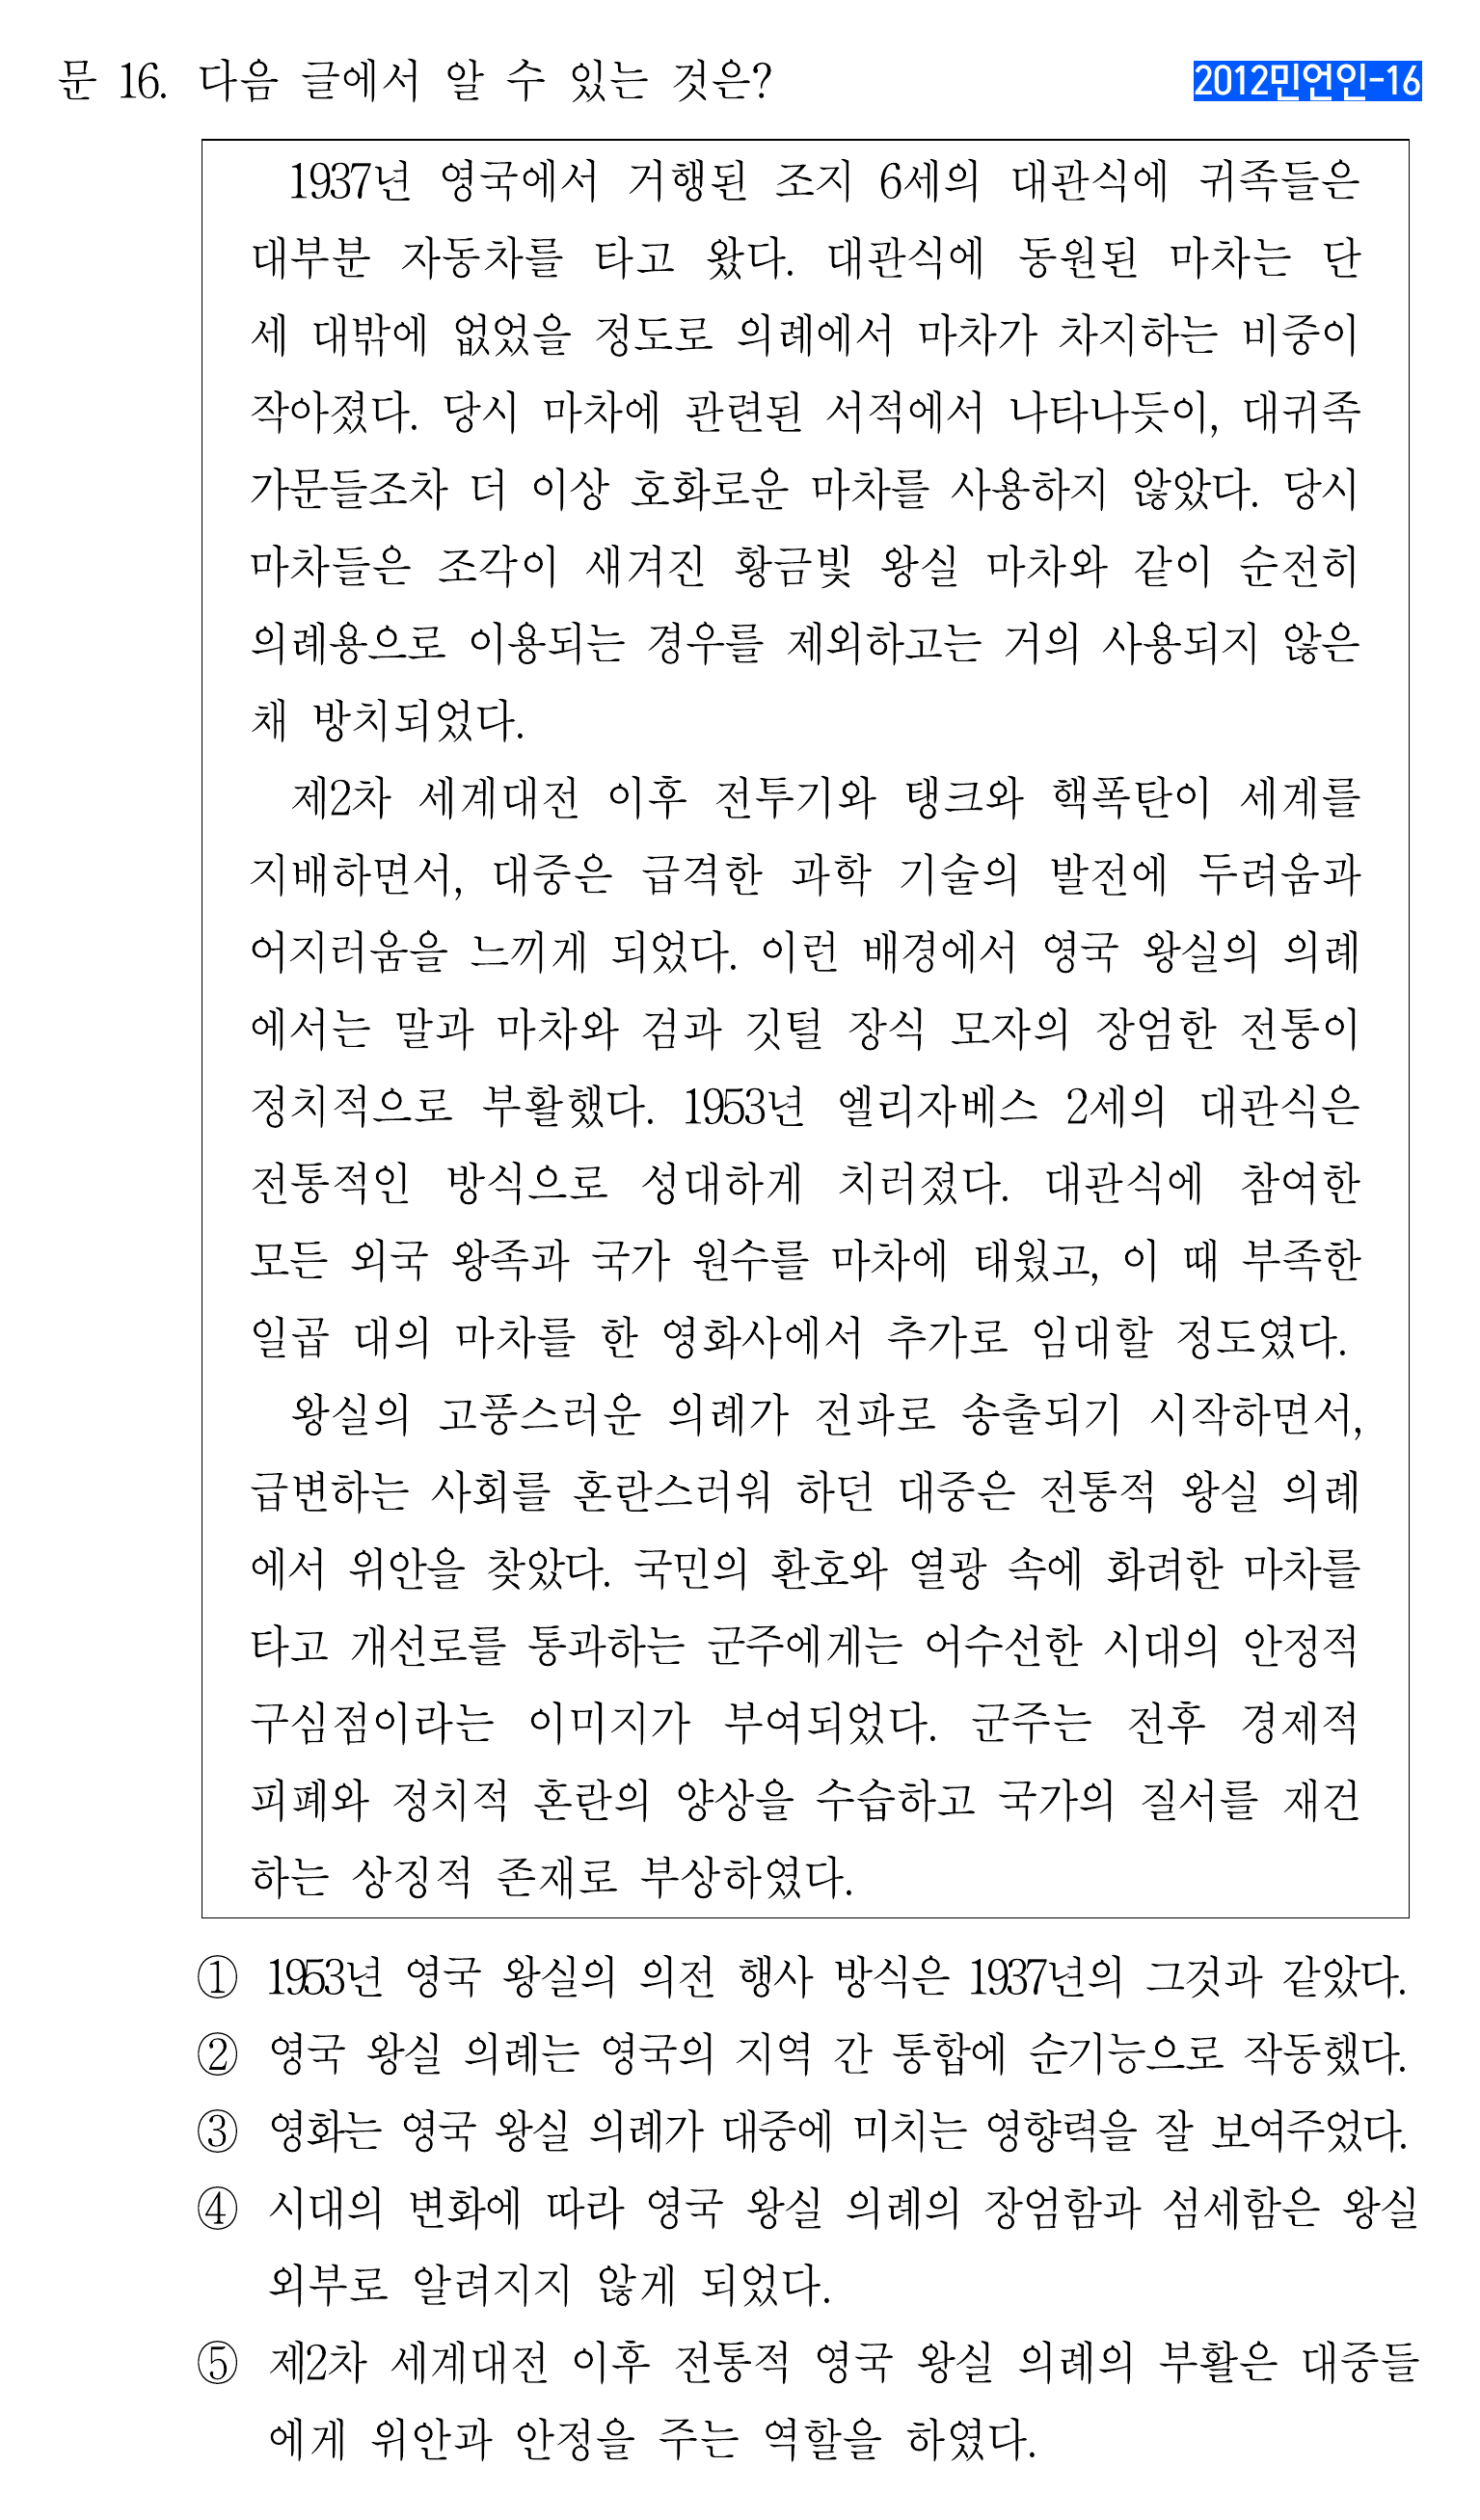 문 16. 다음 글에서 알 수 있는 것은?
2012민언인-16
1937년 영국에서 거행된 조지 6세의 대관식에 귀족들은
대부분 자동차를 타고 왔다. 대관식에 동원된 마차는 단
세 대밖에 없었을 정도로 의례에서 마차가 차지하는 비중이
작아졌다. 당시 마차에 관련된 서적에서 나타나듯이, 대귀족
가문들조차 더 이상 호화로운 마차를 사용하지 않았다. 당시
마차들은 조각이 새겨진 황금빛 왕실 마차와 같이 순전히
의례용으로 이용되는 경우를 제외하고는 거의 사용되지 않은
채 방치되었다.
제2차 세계대전 이후 전투기와 탱크와 핵폭탄이 세계를
지배하면서, 대중은 급격한 과학 기술의 발전에 두려움과
어지러움을 느끼게 되었다. 이런 배경에서 영국 왕실의 의례
에서는 말과 마차와 검과 깃털 장식 모자의 장엄한 전통이
정치적으로 부활했다. 1953년 엘리자베스 2세의 대관식은
전통적인 방식으로 성대하게 치러졌다. 대관식에 참여한
모든 외국 왕족과 국가 원수를 마차에 태웠고, 이 때 부족한
일곱 대의 마차를 한 영화사에서 추가로 임대할 정도였다.
왕실의 고풍스러운 의례가 전파로 송출되기 시작하면서,
급변하는 사회를 혼란스러워 하던 대중은 전통적 왕실 의례
에서 위안을 찾았다. 국민의 환호와 열광 속에 화려한 마차를
타고 개선로를 통과하는 군주에게는 어수선한 시대의 안정적
구심점이라는 이미지가 부여되었다. 군주는 전후 경제적
피폐와 정치적 혼란의 양상을 수습하고 국가의 질서를 재건
하는 상징적 존재로 부상하였다.
① 1953년 영국 왕실의 의전 행사 방식은 1937년의 그것과 같았다.
② 영국 왕실 의례는 영국의 지역 간 통합에 순기능으로 작동했다.
③ 영화는 영국 왕실 의례가 대중에 미치는 영향력을 잘 보여주었다.
④ 시대의 변화에 따라 영국 왕실 의례의 장엄함과 섬세함은 왕실
외부로 알려지지 않게 되었다.
⑤ 제2차 세계대전 이후 전통적 영국 왕실 의례의 부활은 대중들
에게 위안과 안정을 주는 역할을 하였다.